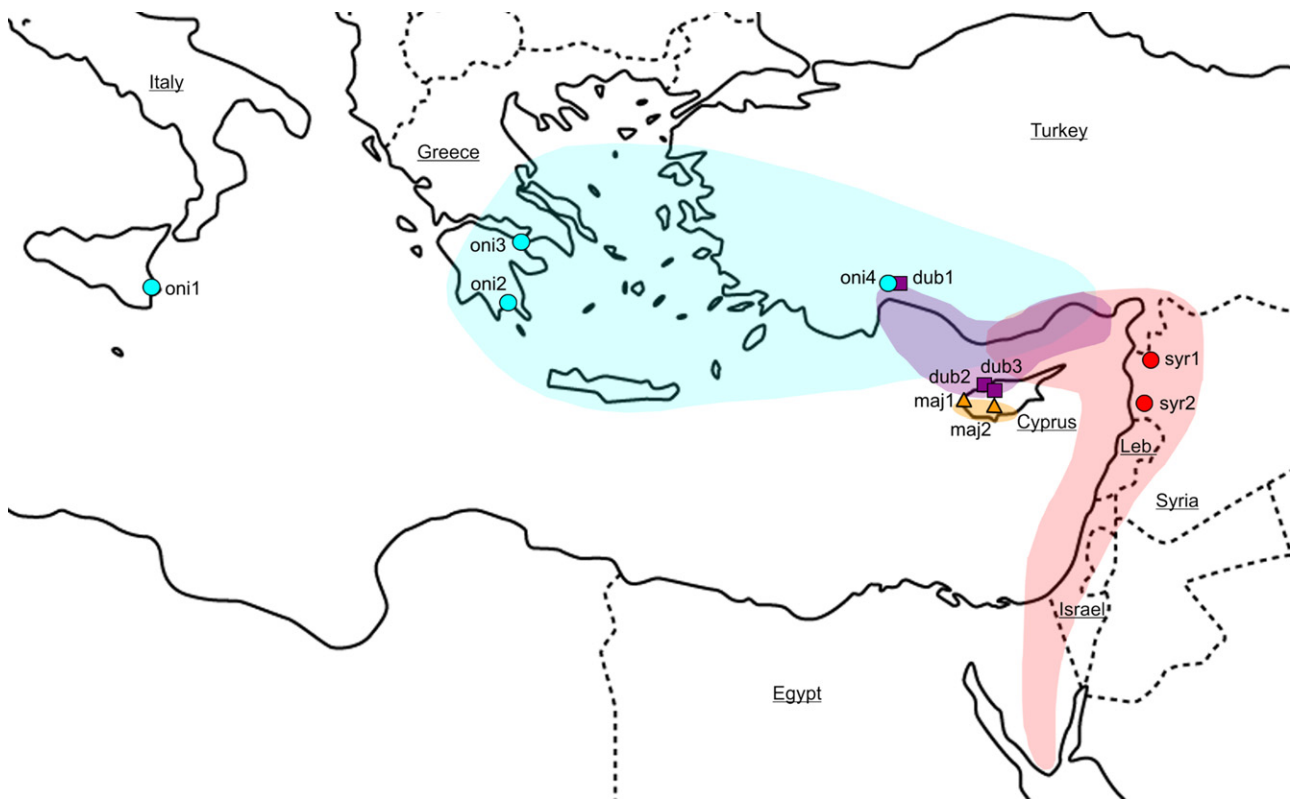 Italy
Turkey
Greece
oni3
oni2
oni1
oni4
dub1
dub2
dub3
syr1
maj1
syr2
maj2
Cyprus
Leb.
Syria
Israel
Egypt